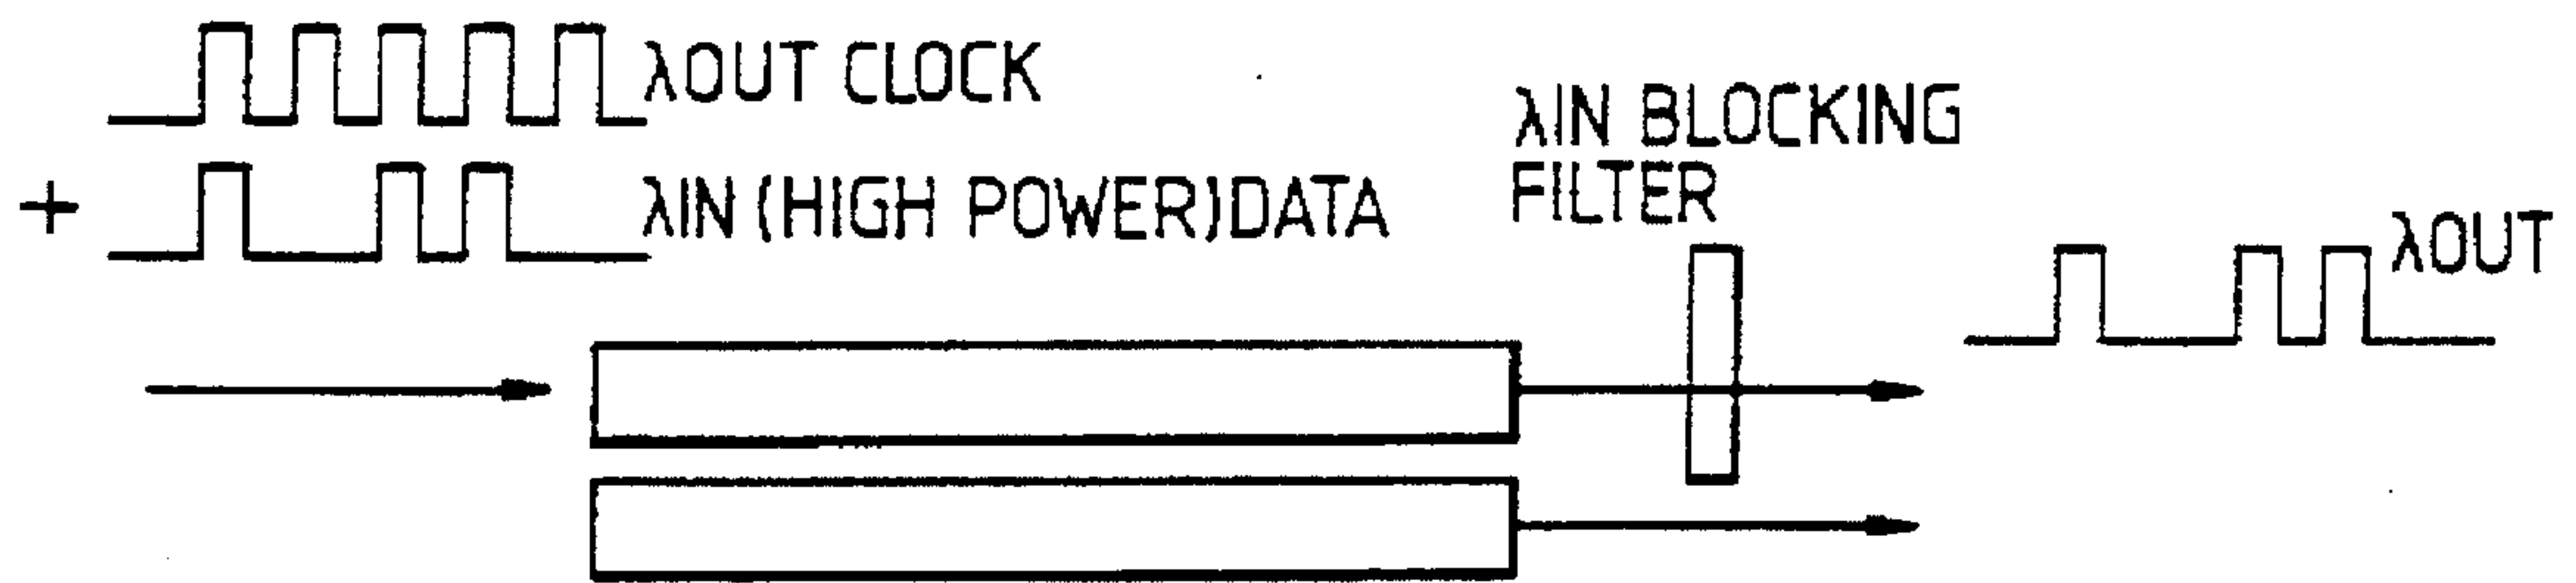 λOUT CLOCK
+
λIN (HIGH POWER)DATA
λIN BLOCKING
FILTER
λOUT